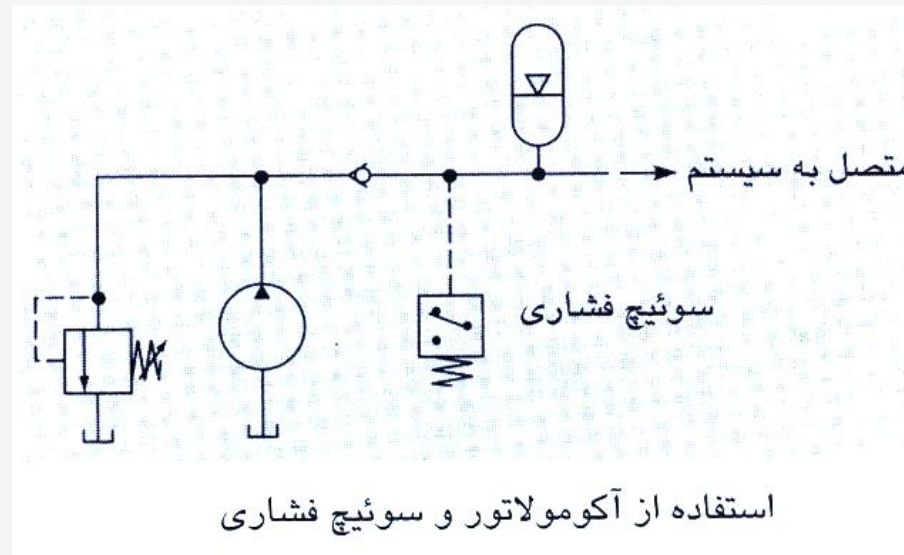 متصل به سیستم
سوئیچ فشاری
استفاده از آکومولاتور و سوئیچ فشاری